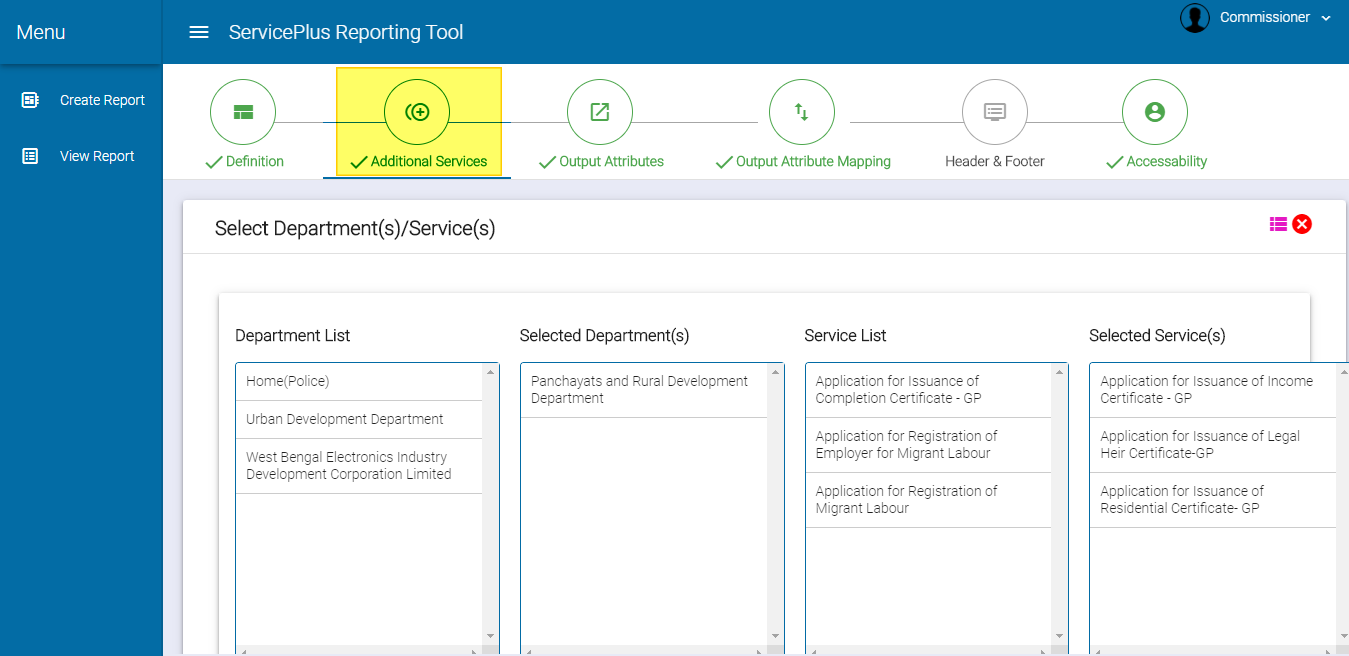 Menu
ServicePlus Reporting Tool
Commissioner
Create Report
View Report
Definition
Additional Services
Output Attributes
Output Attribute Mapping
Header & Footer
Accessability
Select Department(s)/Service(s)
Department List
Home(Police)
Urban Development Department
West Bengal Electronics Industry
Development Corporation Limited
Selected Department(s)
Panchayats and Rural Development
Department
Service List
Application for Issuance of
Completion Certificate - GP
Application for Registration of
Employer for Migrant Labour
Application for Registration of
Migrant Labour
Selected Service(s)
Application for Issuance of Income
Certificate - GP
Application for Issuance of Legal
Heir Certificate-GP
Application for Issuance of
Residential Certificate- GP